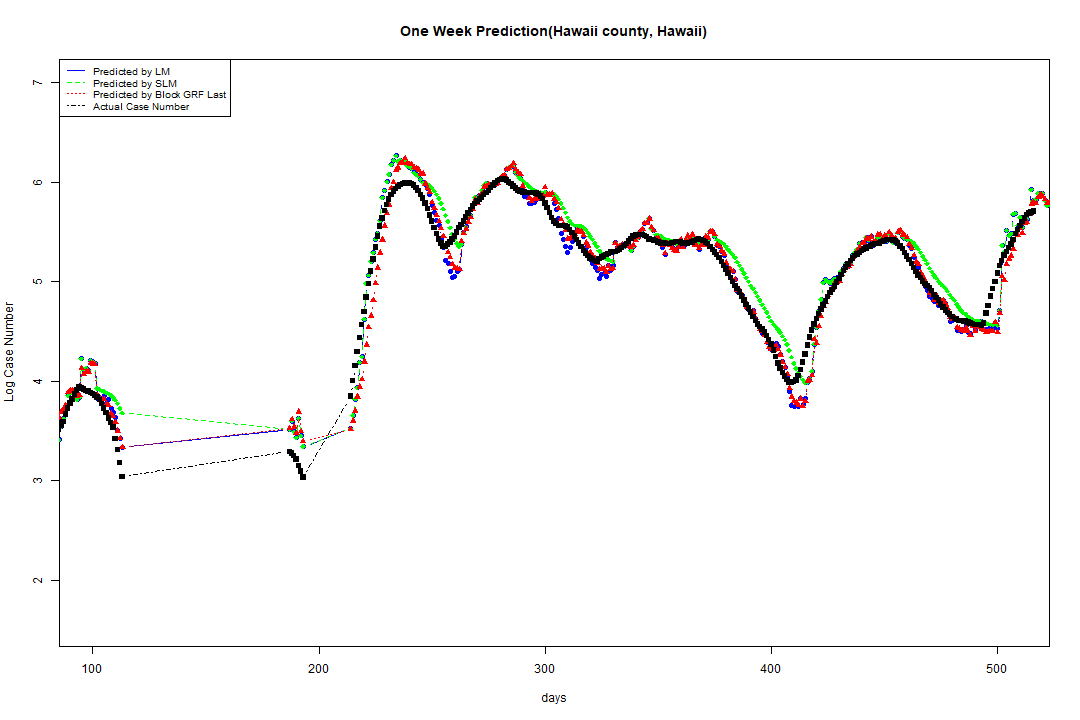 One Week Prediction(Hawaii county, Hawaii)
Predicted by LM
Predicted by SLM
Predicted by Block GRF Last
Actual Case Number
Log Case Number
7
6
5
4
3
2
100 200 300 400 500
days